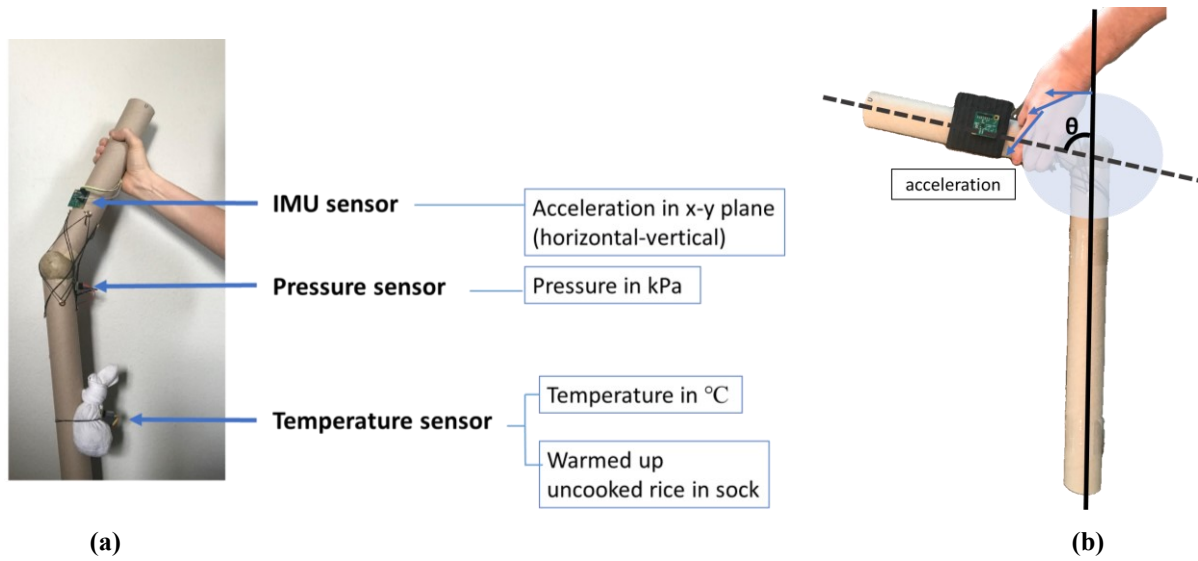 IMU sensor
Acceleration in x-y plane
(horizontal-vertical)
Pressure sensor
Pressure in kPa
Temperature sensor
Temperature in ℃
Warmed up
uncooked rice in sock
(a)
θ
acceleration
(b)